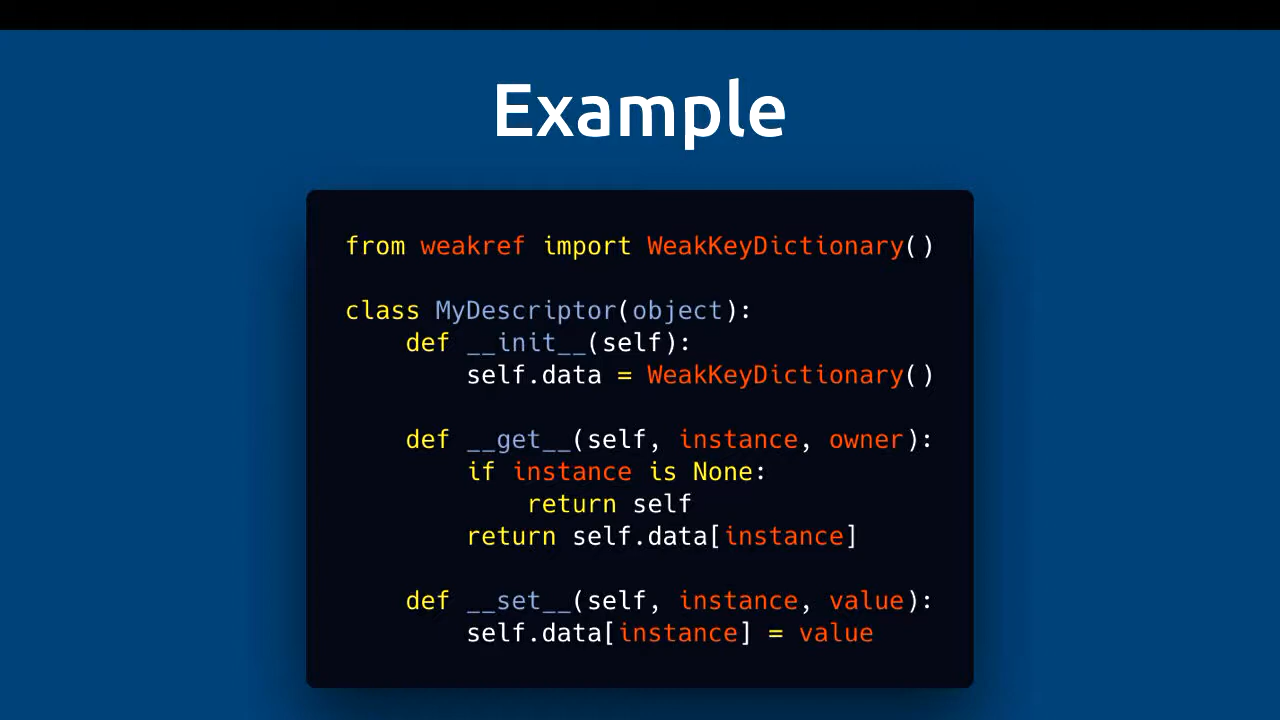 Example
from weakref import WeakKeyDictionary()
class MyDescriptor(object):
    def __init__(self):
        self.data = WeakKeyDictionary()
    def __get__(self, instance, owner):
        if instance is None:
            return self
        return self.data[instance]
    def __set__(self, instance, value):
        self.data[instance] = value